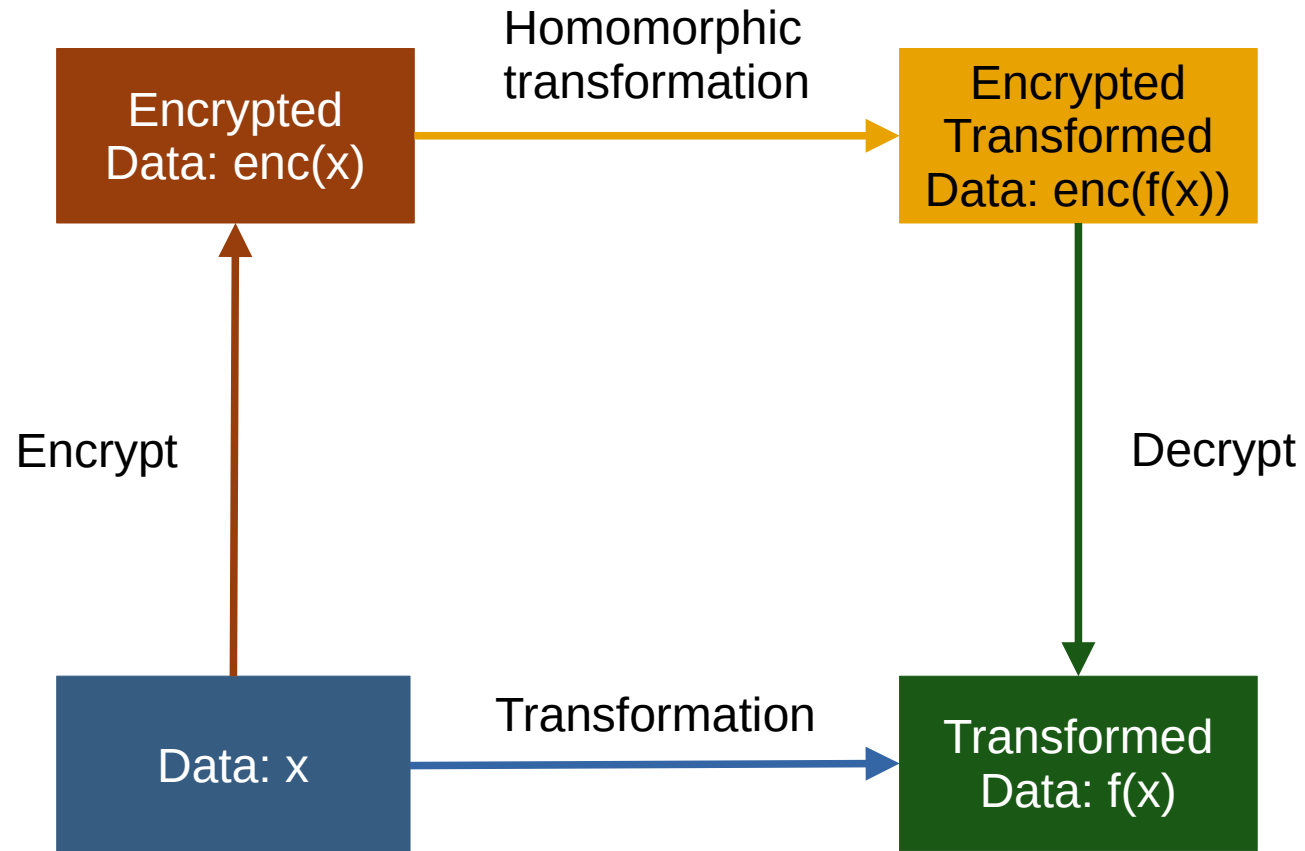 Homomorphic
transformation
Encrypted
Data: enc(x)
Encrypted
Transformed
Data: enc(f(x))
Encrypt
Decrypt
Data: x
Transformation
Transformed
Data: f(x)